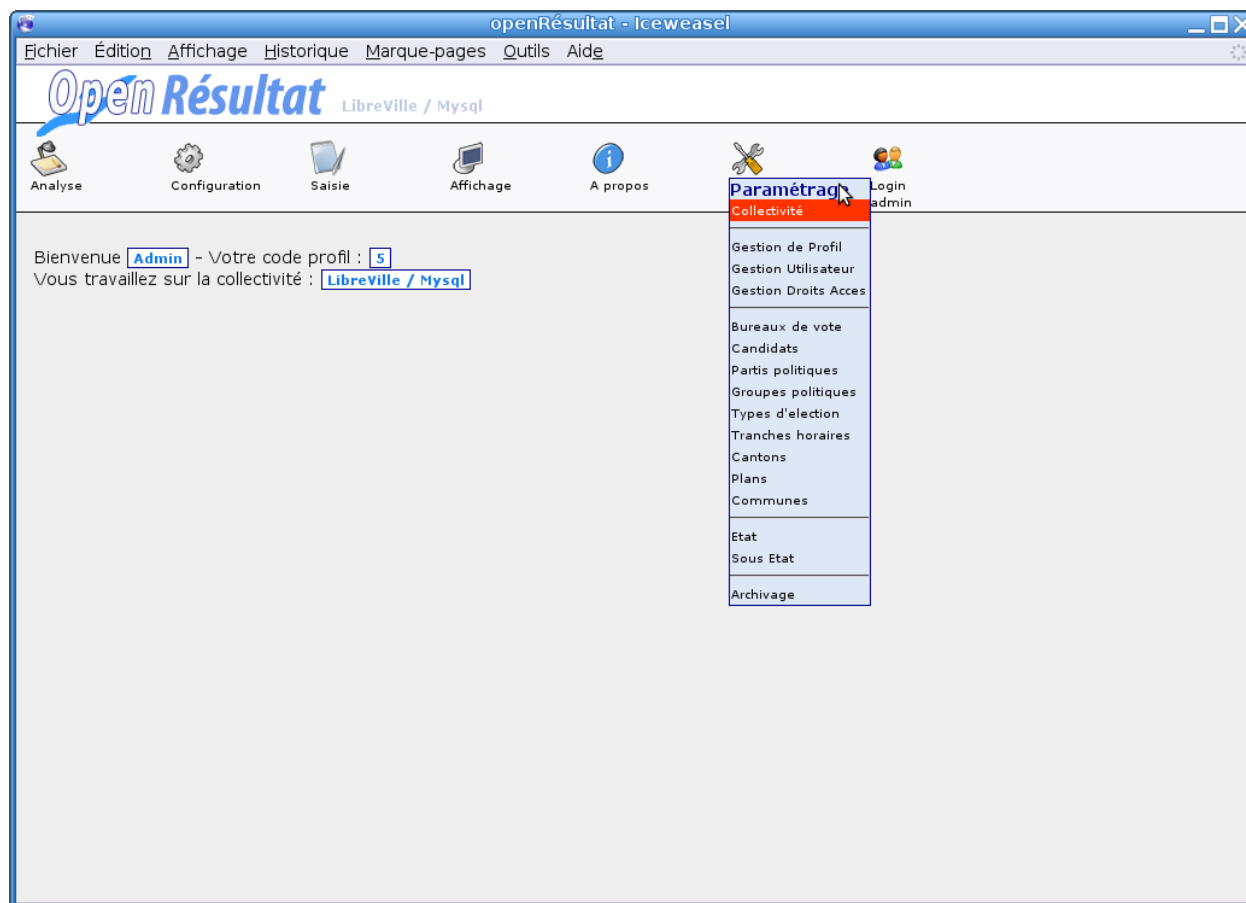 openRésultat - Iceweasel
Fichier Édition Affichage Historique Marque-pages Outils Aide
Open Résultat LibreVille / Mysql
Analyse Configuration Saisie Affichage A propos Paramétrage Login
admin
Collectivité
Gestion de Profil
Gestion Utilisateur
Gestion Droits Acces
Bureaux de vote
Candidats
Partis politiques
Groupes politiques
Types d'election
Tranches horaires
Cantons
Plans
Communes
Etat
Sous Etat
Archivage
Bienvenue Admin - Votre code profil : 5
Vous travaillez sur la collectivité : LibreVille / Mysql